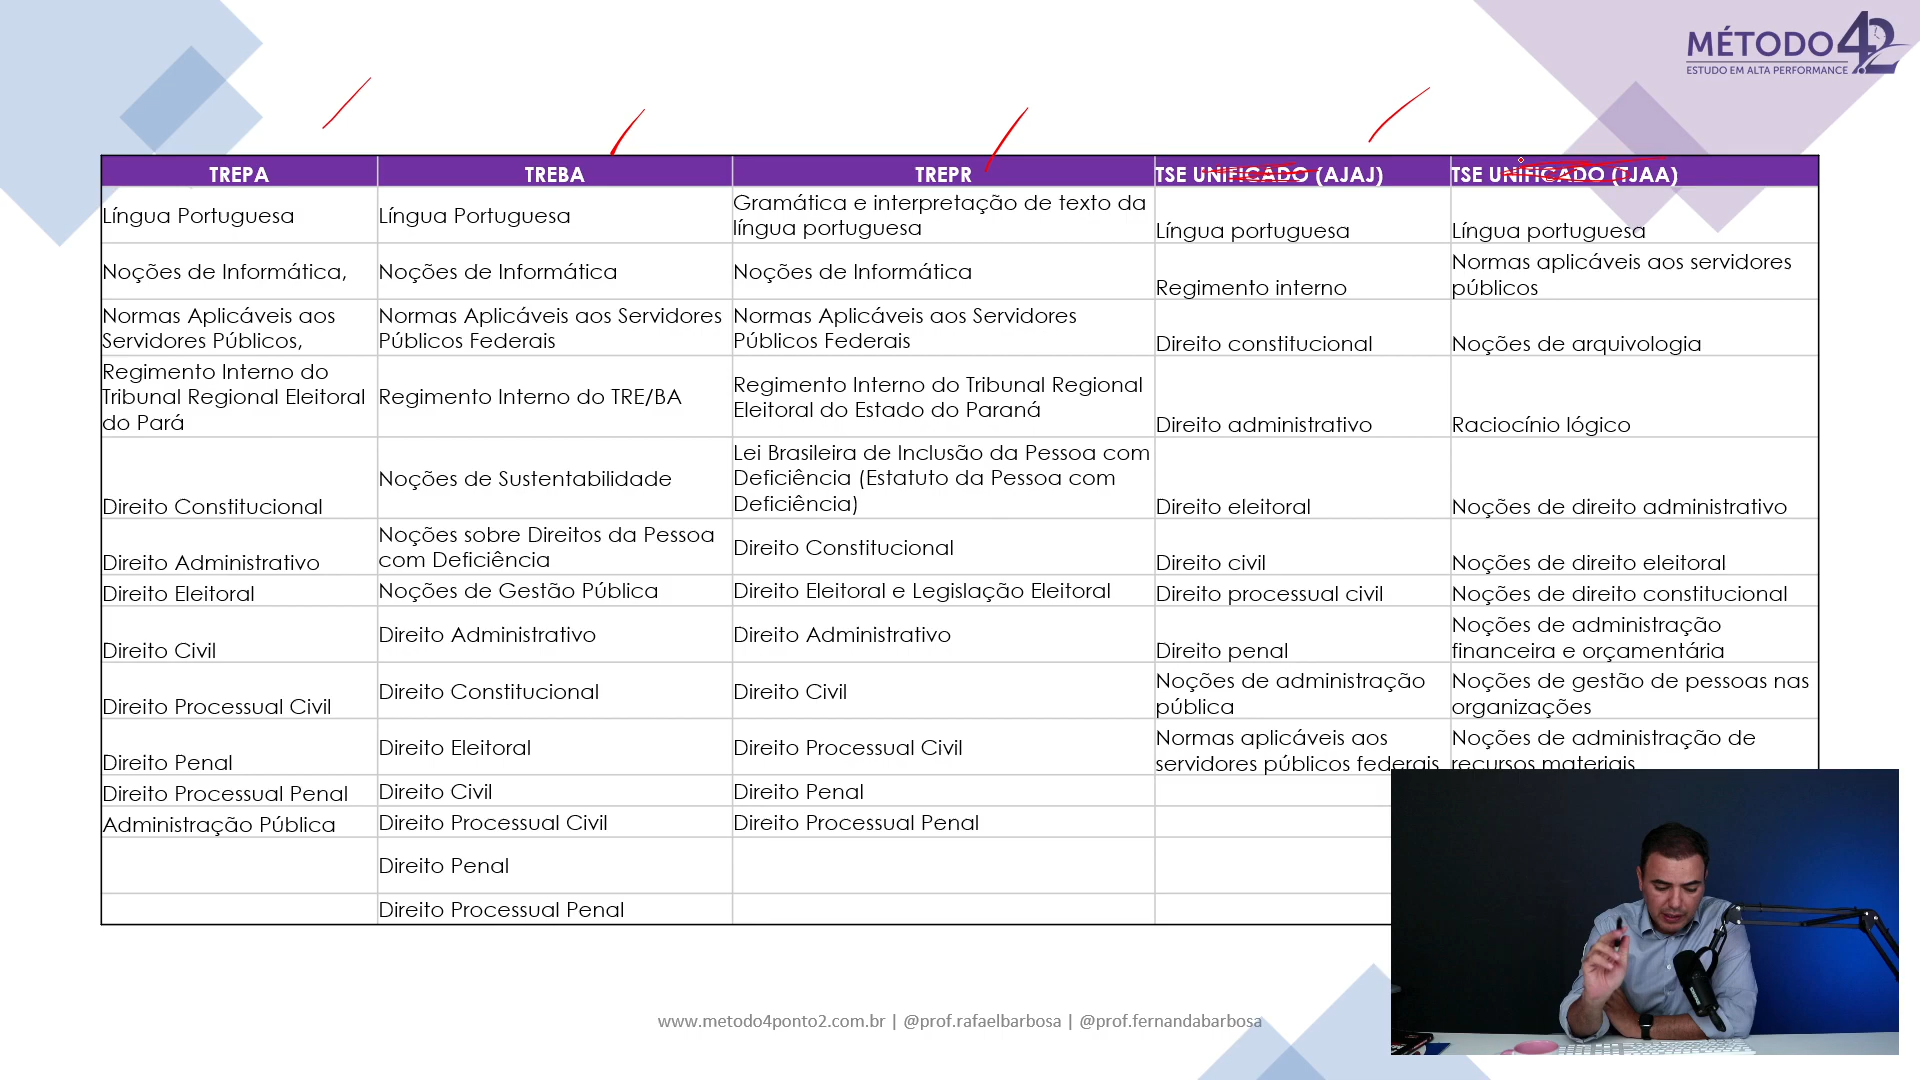 MÉTODO 4.2
ESTUDO EM ALTA PERFORMANCE
TREPA
TREBA
TREPR
TSE UNIFICADO (AJAJ)
TSE UNIFICADO (TJAA)
Língua Portuguesa
Língua Portuguesa
Gramática e interpretação de texto da
língua portuguesa
Língua portuguesa
Língua portuguesa
Noções de Informática,
Noções de Informática
Noções de Informática
Regimento interno
Normas aplicáveis aos servidores
públicos
Normas Aplicáveis aos
Servidores Públicos,
Normas Aplicáveis aos Servidores
Públicos Federais
Normas Aplicáveis aos Servidores
Públicos Federais
Direito constitucional
Noções de arquivologia
Regimento Interno do
Tribunal Regional Eleitoral
do Pará
Regimento Interno do TRE/BA
Regimento Interno do Tribunal Regional
Eleitoral do Estado do Paraná
Direito administrativo
Raciocínio lógico
Direito Constitucional
Noções de Sustentabilidade
Lei Brasileira de Inclusão da Pessoa com
Deficiência (Estatuto da Pessoa com
Deficiência)
Direito eleitoral
Noções de direito administrativo
Direito Administrativo
Noções sobre Direitos da Pessoa
com Deficiência
Direito Constitucional
Direito civil
Noções de direito eleitoral
Direito Eleitoral
Noções de Gestão Pública
Direito Eleitoral e Legislação Eleitoral
Direito processual civil
Noções de direito constitucional
Direito Civil
Direito Administrativo
Direito Administrativo
Direito penal
Noções de administração
financeira e orçamentária
Direito Processual Civil
Direito Constitucional
Direito Civil
Noções de administração
pública
Noções de gestão de pessoas nas
organizações
Direito Penal
Direito Eleitoral
Direito Processual Civil
Normas aplicáveis aos
servidores públicos federais
Noções de administração de
recursos materiais
Direito Processual Penal
Direito Civil
Direito Penal
Administração Pública
Direito Processual Civil
Direito Processual Penal
Direito Penal
Direito Processual Penal
www.metodo4ponto2.com.br | @prof.rafaelbarbosa | @prof.fernandabarbosa